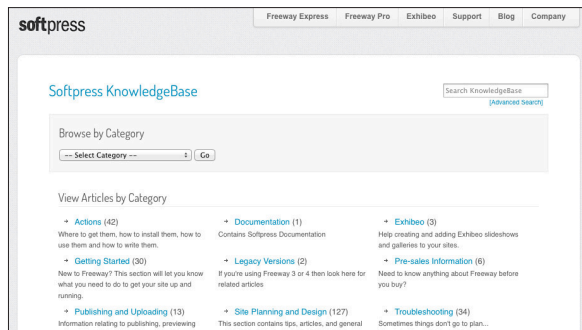 softpress
Freeway Express Freeway Pro Exhibeo Support Blog Company
Softpress KnowledgeBase
Search KnowledgeBase
[Advanced Search]
Browse by Category
-- Select Category -- Go
View Articles by Category
→ Actions (42) → Documentation (1) → Exhibeo (3)
Where to get them, how to install them, how to Contains Softpress Documentation Help creating and adding Exhibeo slideshows
use them and how to write them. and galleries to your sites.
→ Getting Started (30) → Legacy Versions (2) → Pre-sales Information (6)
New to Freeway? This section will let you know If you're using Freeway 3 or 4 then look here for Need to know anything about Freeway before
what you need to do to get your site up and related articles you buy?
running.
→ Publishing and Uploading (13) → Site Planning and Design (127) → Troubleshooting (34)
Information relating to publishing, previewing This section contains tips, articles, and general Sometimes things don't go to plan...